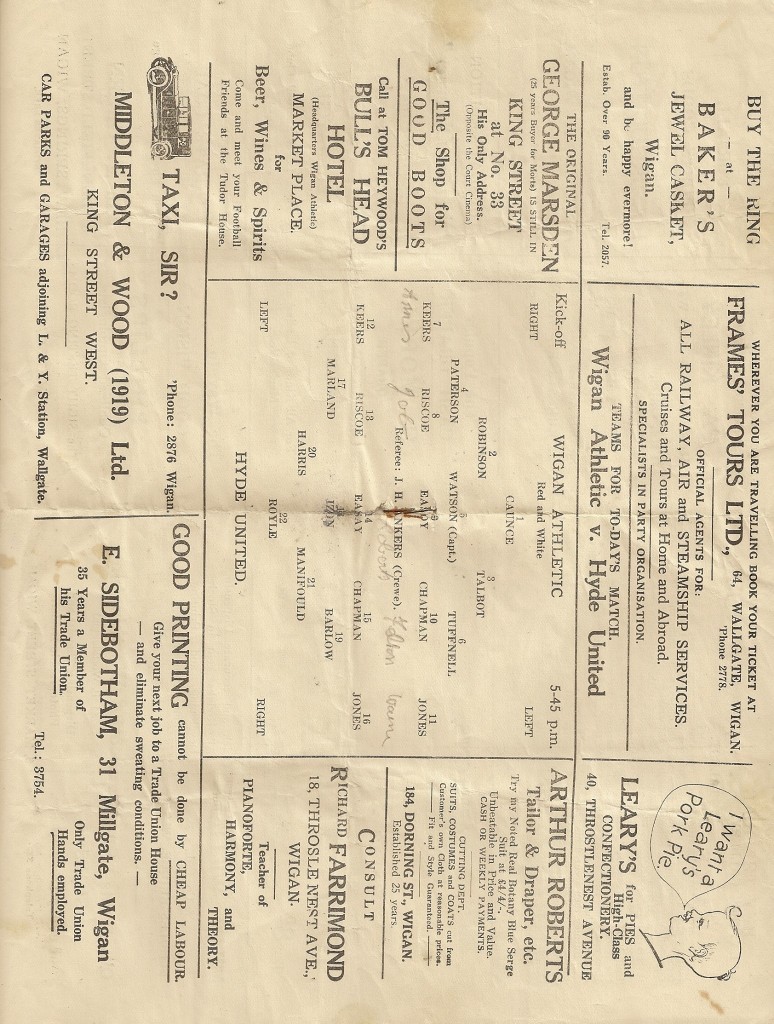 BUY THE RING
— at —
BAKER'S
JEWEL CASKET,
Wigan.
and be happy evermore!
Estab. Over 90 Years. Tel. 2057.
WHEREVER YOU ARE TRAVELLING BOOK YOUR TICKET AT
FRAMES' TOURS LTD., 64, WALLGATE, WIGAN.
'Phone 2778.
OFFICIAL AGENTS FOR:
ALL RAILWAY, AIR and STEAMSHIP SERVICES.
Cruises and Tours at Home and Abroad.
SPECIALISTS IN PARTY ORGANISATION.
I want a
Leary's
Pork Pie
LEARY'S for PIES and
High-Class
CONFECTIONERY.
40, THROSTLENEST AVENUE
THE ORIGINAL
GEORGE MARSDEN
(25 years Buyer for Morts) IS STILL IN
KING STREET
at No. 33
His Only Address.
(Opposite the Court Cinema)
The Shop for
GOOD BOOTS
Call at TOM HEYWOOD'S
BULL'S HEAD
HOTEL
(Headquarters Wigan Athletic)
MARKET PLACE.
for
Beer, Wines & Spirits
Come and meet your Football
Friends at the Tudor House.
TEAMS FOR TO-DAY'S MATCH.
Wigan Athletic v. Hyde United
Kick-off WIGAN ATHLETIC 5-45 p.m.
Red and White
RIGHT LEFT
1
CAUNCE
2 3
ROBINSON TALBOT
4 5 6
PATERSON WATSON (Capt.) TUFFNELL
7 8 9 10 11
KEERS RISCOE EADY CHAPMAN JONES
Referee: J. H. ANKERS (Crewe).
12 13 14 15 16
KEERS RISCOE EASAY CHAPMAN JONES
17 18 19
MARLAND IZON BARLOW
20 21
HARRIS MANIFOULD
22
ROYLE
LEFT RIGHT
HYDE UNITED.
ARTHUR ROBERTS
Tailor & Draper, etc.
Try my Noted Real Botany Blue Serge
Suit at £4/4/-.
Unbeatable in Price and Value.
CASH OR WEEKLY PAYMENTS.
CUTTING DEPT.
SUITS, COSTUMES and COATS cut from
Customer's own Cloth at reasonable prices.
— Fit and Style Guaranteed. —
184, DORNING ST., WIGAN.
Established 25 years
CONSULT
RICHARD FARRIMOND
18, THROSLE NEST AVE.,
WIGAN.
Teacher of
PIANOFORTE,
HARMONY, and
THEORY.
TAXI, SIR? 'Phone: 2876 Wigan.
MIDDLETON & WOOD (1919) Ltd.
KING STREET WEST.
CAR PARKS and GARAGES adjoining L. & Y. Station, Wallgate.
GOOD PRINTING cannot be done by CHEAP LABOUR.
Give your next job to a Trade Union House
— and eliminate sweating conditions. —
E. SIDEBOTHAM, 31 Millgate, Wigan
35 Years a Member of
his Trade Union.
Only Trade Union
Hands employed.
Tel.: 3754.